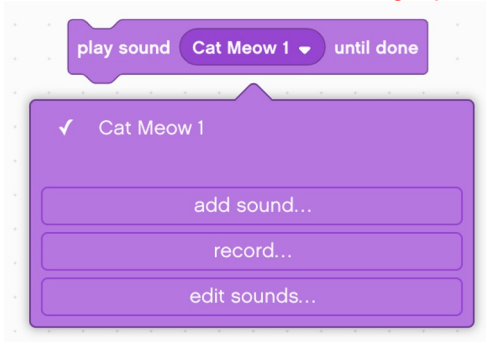 play sound Cat Meow 1 until done
Cat Meow 1
add sound...
record...
edit sounds...